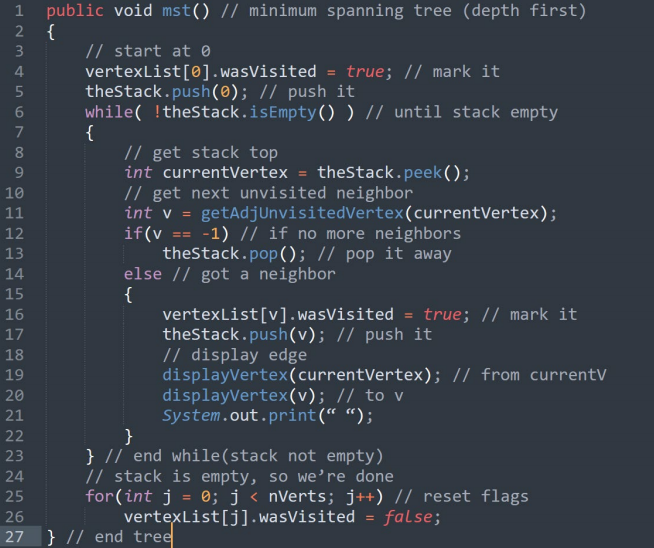 1 public void mst() // minimum spanning tree (depth first)
2 {
3 // start at 0
4 vertexList[0].wasVisited = true; // mark it
5 theStack.push(0); // push it
6 while( !theStack.isEmpty() ) // until stack empty
7 {
8 // get stack top
9 int currentVertex = theStack.peek();
10 // get next unvisited neighbor
11 int v = getAdjUnvisitedVertex(currentVertex);
12 if(v == -1) // if no more neighbors
13 theStack.pop(); // pop it away
14 else // got a neighbor
15 {
16 vertexList[v].wasVisited = true; // mark it
17 theStack.push(v); // push it
18 // display edge
19 displayVertex(currentVertex); // from currentV
20 displayVertex(v); // to v
21 System.out.print(“ “);
22 }
23 } // end while(stack not empty)
24 // stack is empty, so we’re done
25 for(int j = 0; j < nVerts; j++) // reset flags
26 vertexList[j].wasVisited = false;
27 } // end tree